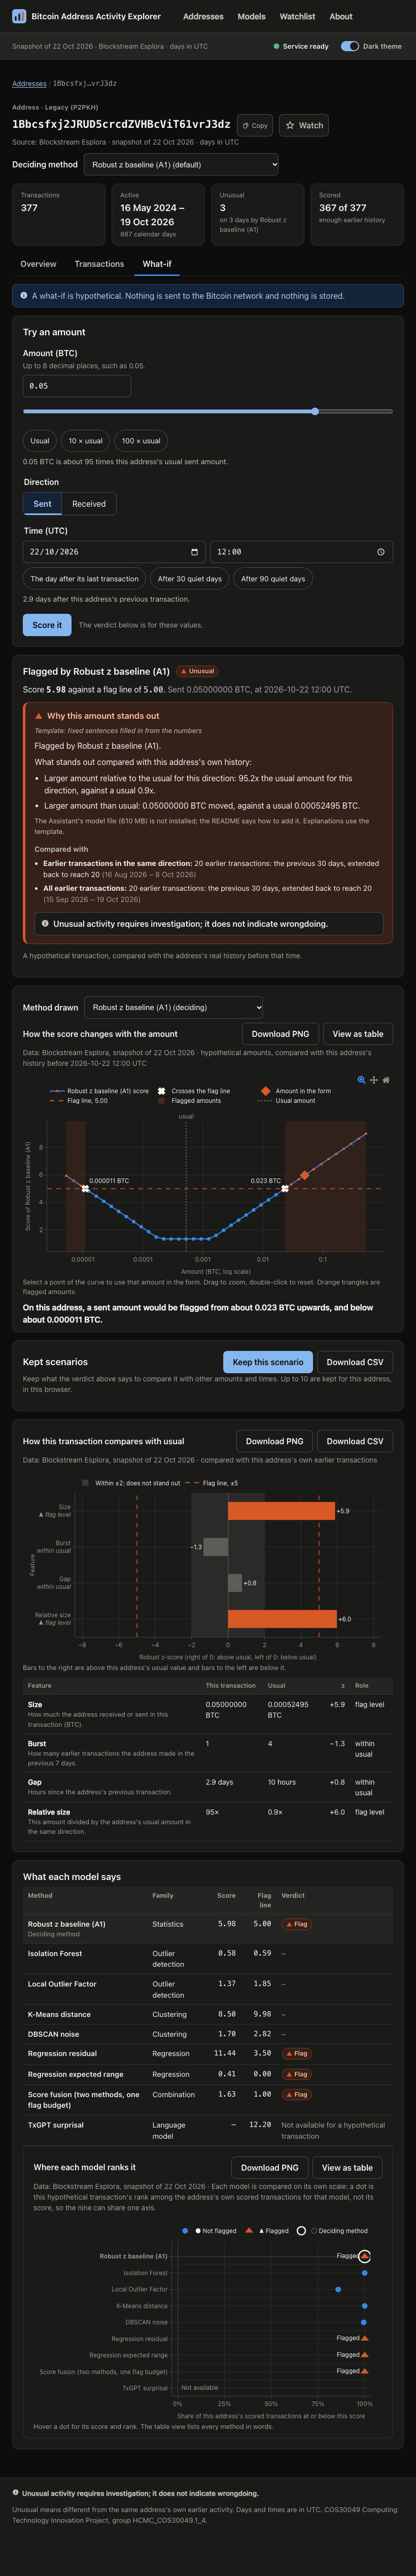 Bitcoin Address Activity Explorer
Addresses
Models
Watchlist
About
Snapshot of 22 Oct 2026 · Blockstream Esplora · days in UTC
Service ready
Dark theme
Addresses / 1Bbcsfxj…vrJ3dz
Address · Legacy (P2PKH)
1Bbcsfxj2JRUD5crcdZVHBcViT61vrJ3dz
Copy
Watch
Source: Blockstream Esplora · snapshot of 22 Oct 2026 · days in UTC
Deciding method
Robust z baseline (A1) (default)
Transactions
377
Active
16 May 2024 –
19 Oct 2026
887 calendar days
Unusual
3
on 3 days by Robust z
baseline (A1)
Scored
367 of 377
enough earlier history
Overview
Transactions
What-if
A what-if is hypothetical. Nothing is sent to the Bitcoin network and nothing is stored.
Try an amount
Amount (BTC)
Up to 8 decimal places, such as 0.05.
0.05
Usual
10 × usual
100 × usual
0.05 BTC is about 95 times this address's usual sent amount.
Direction
Sent
Received
Time (UTC)
22/10/2026
12:00
The day after its last transaction
After 30 quiet days
After 90 quiet days
2.9 days after this address's previous transaction.
Score it
The verdict below is for these values.
Flagged by Robust z baseline (A1)
Unusual
Score 5.98 against a flag line of 5.00. Sent 0.05000000 BTC, at 2026-10-22 12:00 UTC.
Why this amount stands out
Template: fixed sentences filled in from the numbers
Flagged by Robust z baseline (A1).
What stands out compared with this address's own history:
• Larger amount relative to the usual for this direction: 95.2x the usual amount for this
direction, against a usual 0.9x.
• Larger amount than usual: 0.05000000 BTC moved, against a usual 0.00052495 BTC.
The Assistant's model file (610 MB) is not installed; the README says how to add it. Explanations use the
template.
Compared with
• Earlier transactions in the same direction: 20 earlier transactions: the previous 30 days, extended
back to reach 20 (16 Aug 2026 – 8 Oct 2026)
• All earlier transactions: 20 earlier transactions: the previous 30 days, extended back to reach 20
(15 Sep 2026 – 19 Oct 2026)
Unusual activity requires investigation; it does not indicate wrongdoing.
A hypothetical transaction, compared with the address's real history before that time.
Method drawn
Robust z baseline (A1) (deciding)
How the score changes with the amount
Download PNG
View as table
Data: Blockstream Esplora, snapshot of 22 Oct 2026 · hypothetical amounts, compared with this address's
history before 2026-10-22 12:00 UTC
Robust z baseline (A1) score
Crosses the flag line
Amount in the form
Flag line, 5.00
Flagged amounts
Usual amount
usual
0.000011 BTC
0.023 BTC
Score of Robust z baseline (A1)
8
6
4
2
0.00001
0.0001
0.001
0.01
0.1
Amount (BTC, log scale)
Select a point of the curve to use that amount in the form. Drag to zoom, double-click to reset. Orange triangles are
flagged amounts.
On this address, a sent amount would be flagged from about 0.023 BTC upwards, and below
about 0.000011 BTC.
Kept scenarios
Keep this scenario
Download CSV
Keep what the verdict above says to compare it with other amounts and times. Up to 10 are kept for this address,
in this browser.
How this transaction compares with usual
Download PNG
Download CSV
Data: Blockstream Esplora, snapshot of 22 Oct 2026 · compared with this address's own earlier transactions
Within ±2: does not stand out
Flag line, ±5
Feature
Size
▲ flag level
+5.9
Burst
within usual
−1.3
Gap
within usual
+0.8
Relative size
▲ flag level
+6.0
−8
−6
−4
−2
0
2
4
6
8
Robust z-score (right of 0: above usual, left of 0: below usual)
Bars to the right are above this address's usual value and bars to the left are below it.
Feature
This transaction
Usual
z
Role
Size
How much the address received or sent in this
transaction (BTC).
0.05000000
BTC
0.00052495
BTC
+5.9
flag level
Burst
How many earlier transactions the address made in the
previous 7 days.
1
4
−1.3
within
usual
Gap
Hours since the address's previous transaction.
2.9 days
10 hours
+0.8
within
usual
Relative size
This amount divided by the address's usual amount in
the same direction.
95×
0.9×
+6.0
flag level
What each model says
Method
Family
Score
Flag
line
Verdict
Robust z baseline (A1)
Deciding method
Statistics
5.98
5.00
Flag
Isolation Forest
Outlier
detection
0.58
0.59
–
Local Outlier Factor
Outlier
detection
1.37
1.85
–
K-Means distance
Clustering
8.50
9.98
–
DBSCAN noise
Clustering
1.70
2.82
–
Regression residual
Regression
11.44
3.50
Flag
Regression expected range
Regression
0.41
0.00
Flag
Score fusion (two methods, one
flag budget)
Combination
1.63
1.00
Flag
TxGPT surprisal
Language
model
–
12.20
Not available for a hypothetical
transaction
Where each model ranks it
Download PNG
View as table
Data: Blockstream Esplora, snapshot of 22 Oct 2026 · Each model is compared on its own scale: a dot is
this hypothetical transaction's rank among the address's own scored transactions for that model, not its
score, so the nine can share one axis.
Not flagged
Flagged
Deciding method
Robust z baseline (A1)
Flagged
Isolation Forest
Local Outlier Factor
K-Means distance
DBSCAN noise
Regression residual
Flagged
Regression expected range
Flagged
Score fusion (two methods, one flag budget)
Flagged
TxGPT surprisal
Not available
0%
25%
50%
75%
100%
Share of this address's scored transactions at or below this score
Hover a dot for its score and rank. The table view lists every method in words.
Unusual activity requires investigation; it does not indicate wrongdoing.
Unusual means different from the same address's own earlier activity. Days and times are in UTC. COS30049 Computing
Technology Innovation Project, group HCMC_COS30049.1_4.